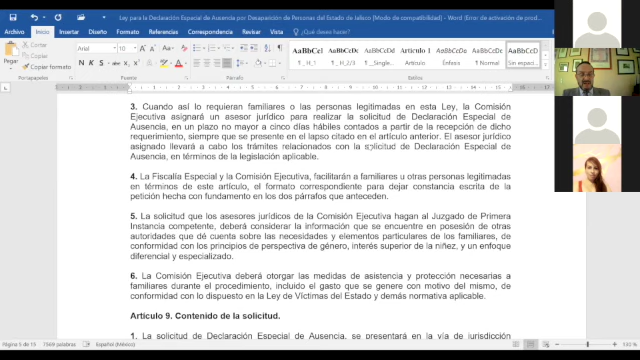 Ley para la Declaración Especial de Ausencia por Desaparición de Personas del Estado de Jalisco [Modo de compatibilidad] - Word (Error de activación de prod...
Archivo Inicio Insertar Diseño Formato Referencias Correspondencia Revisar Vista ¿Qué desea hacer?
Pegar
Cortar
Copiar
Copiar formato
Portapapeles
Arial 10
N K S
Fuente
Párrafo
AaBbCcI AaBbCcDc AaBbCcDc Artículo 1 AaBbCcDc AaBbCcDc AaBbCcD
¶ _H_1 ¶ _H_2/3 ¶ _Single... Artículo Énfasis ¶ Normal Sin espaci...
Estilos
3. Cuando así lo requieran familiares o las personas legitimadas en esta Ley, la Comisión
Ejecutiva asignará un asesor jurídico para realizar la solicitud de Declaración Especial de
Ausencia, en un plazo no mayor a cinco días hábiles contados a partir de la recepción de dicho
requerimiento, siempre que se presente en el lapso citado en el artículo anterior. El asesor jurídico
asignado llevará a cabo los trámites relacionados con la solicitud de Declaración Especial de
Ausencia, en términos de la legislación aplicable.
4. La Fiscalía Especial y la Comisión Ejecutiva, facilitarán a familiares u otras personas legitimadas
en términos de este artículo, el formato correspondiente para dejar constancia escrita de la
petición hecha con fundamento en los dos párrafos que anteceden.
5. La solicitud que los asesores jurídicos de la Comisión Ejecutiva hagan al Juzgado de Primera
Instancia competente, deberá considerar la información que se encuentre en posesión de otras
autoridades que dé cuenta sobre las necesidades y elementos particulares de los familiares, de
conformidad con los principios de perspectiva de género, interés superior de la niñez, y un enfoque
diferencial y especializado.
6. La Comisión Ejecutiva deberá otorgar las medidas de asistencia y protección necesarias a
familiares durante el procedimiento, incluido el gasto que se genere con motivo del mismo, de
conformidad con lo dispuesto en la Ley de Víctimas del Estado y demás normativa aplicable.
Artículo 9. Contenido de la solicitud.
1. La solicitud de Declaración Especial de Ausencia, se presentará en la vía de jurisdicción
Página 5 de 15 7569 palabras Español (México) 132 %